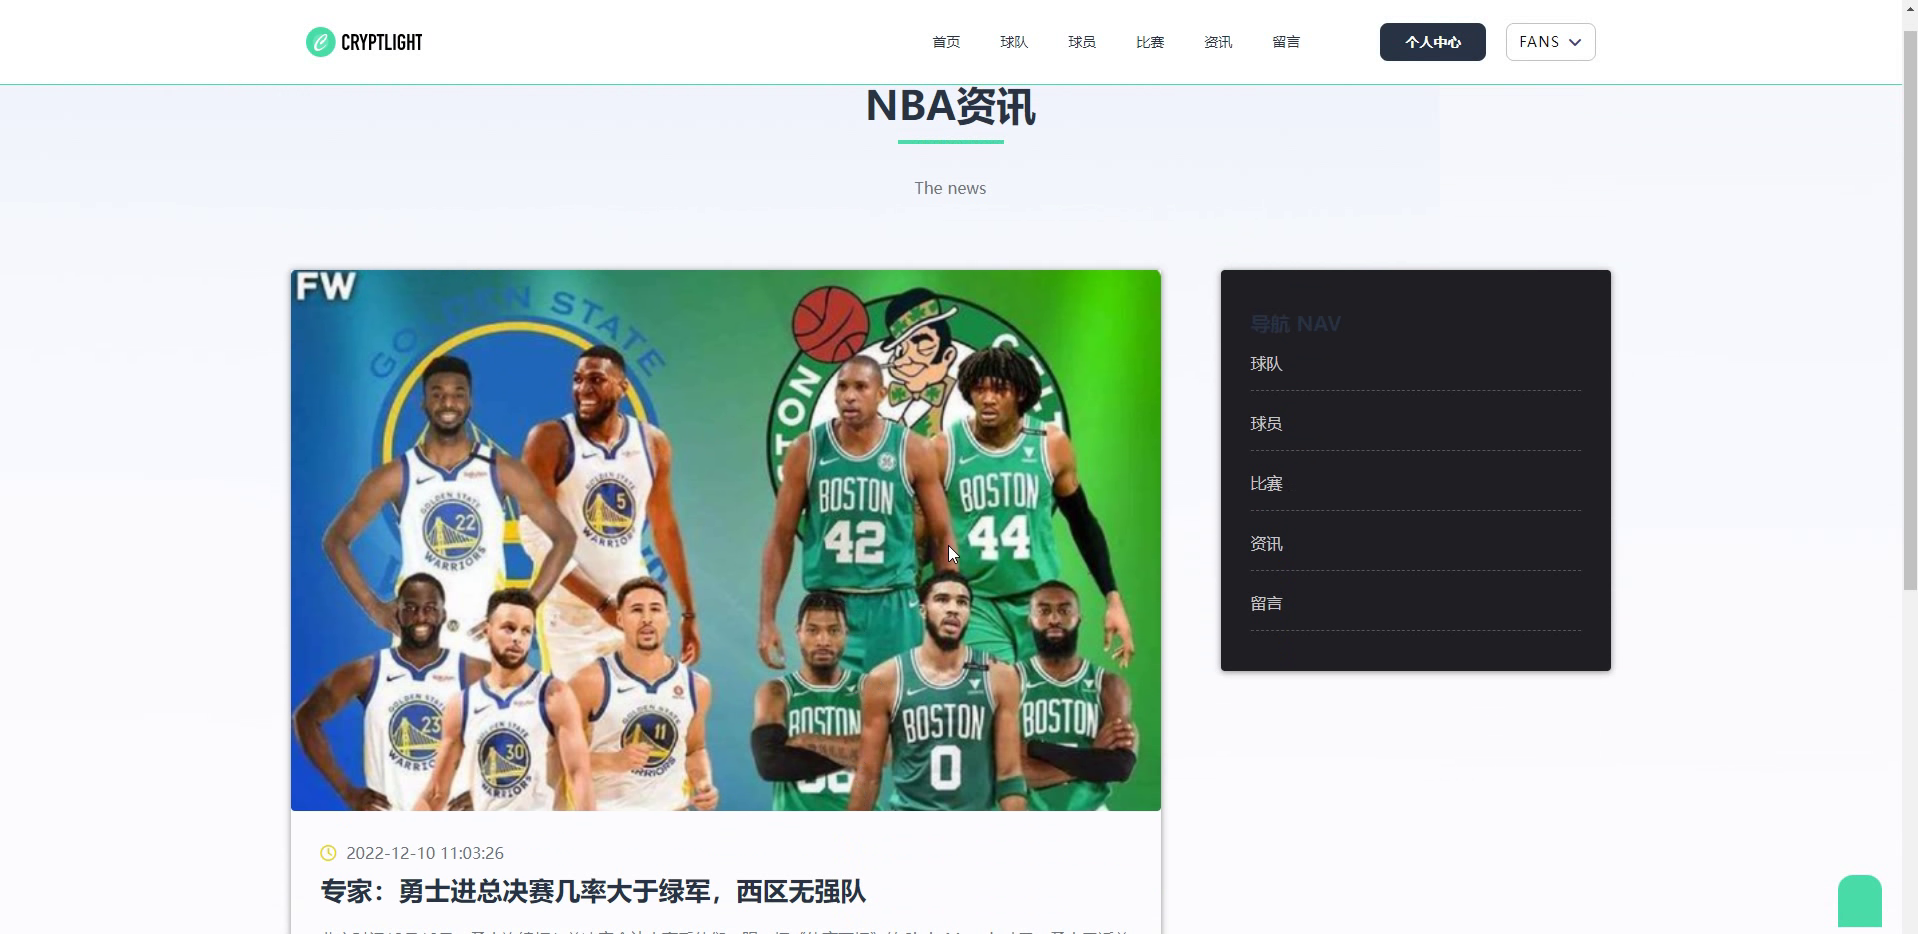 CRYPTLIGHT
首页 球队 球员 比赛 资讯 留言 个人中心 FANS
NBA资讯
The news
FW
GOLDEN STATE
BOSTON
42
BOSTON
44
22
WARRIORS
5
WARRIORS
23
30
WARRIORS
11
BOSTON
BOSTON
0
BOSTON
导航 NAV
球队
球员
比赛
资讯
留言
2022-12-10 11:03:26
专家：勇士进总决赛几率大于绿军，西区无强队